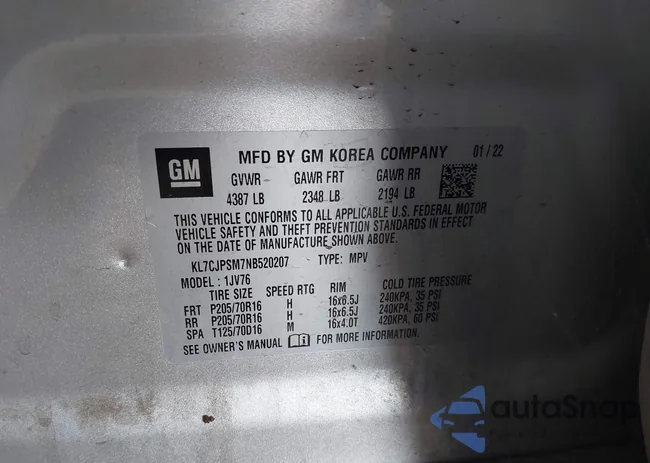 GM
MFD BY GM KOREA COMPANY 01/22
GVWR GAWR FRT GAWR RR
4387 LB 2348 LB 2194 LB
THIS VEHICLE CONFORMS TO ALL APPLICABLE U.S. FEDERAL MOTOR
VEHICLE SAFETY AND THEFT PREVENTION STANDARDS IN EFFECT ON
THE DATE OF MANUFACTURE SHOWN ABOVE.
KL7CJPSM7NB520207 TYPE: MPV
MODEL: 1JV76
TIRE SIZE SPEED RTG RIM COLD TIRE PRESSURE
FRT P205/70R16 H 16x6.5J 240KPA, 35 PSI
RR P205/70R16 H 16x6.5J 240KPA, 35 PSI
SPA T125/70D16 M 16x4.0T 420KPA, 60 PSI
SEE OWNER'S MANUAL FOR MORE INFORMATION.
autoSnap